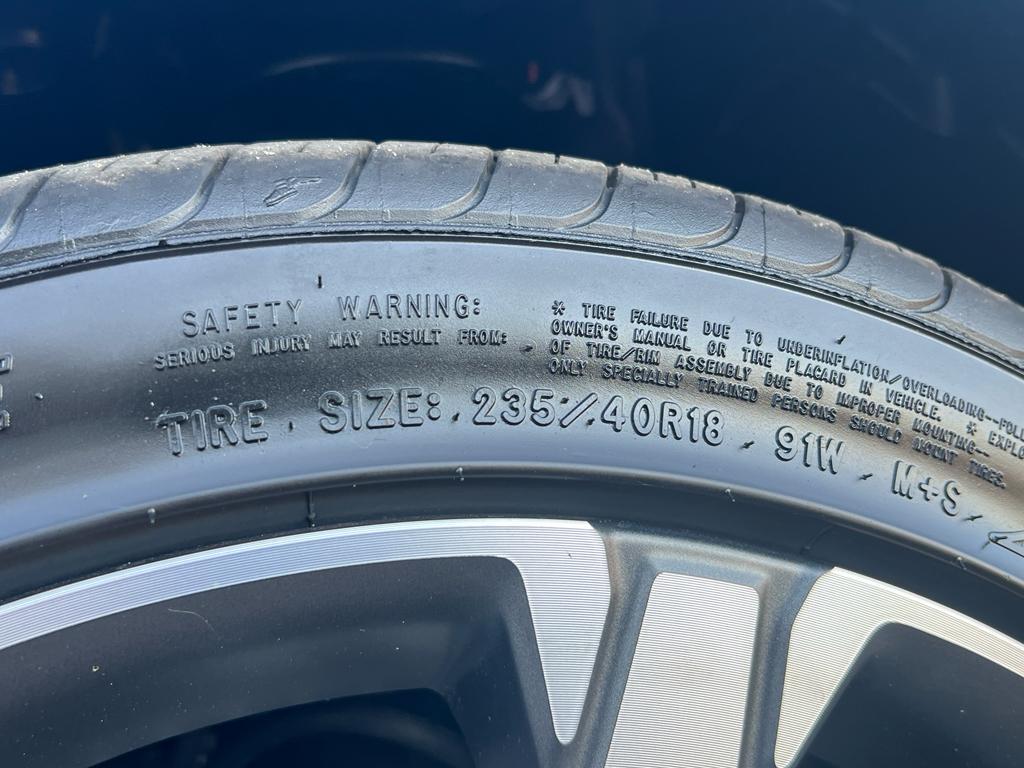 SAFETY WARNING:
SERIOUS INJURY MAY RESULT FROM:
* TIRE FAILURE DUE TO UNDERINFLATION/OVERLOADING--FOLL
OWNER'S MANUAL OR TIRE PLACARD IN VEHICLE. * EXPLO
OF TIRE/RIM ASSEMBLY DUE TO IMPROPER MOUNTING--
ONLY SPECIALLY TRAINED PERSONS SHOULD MOUNT TIRES.
TIRE SIZE: 235/40R18 91W M+S